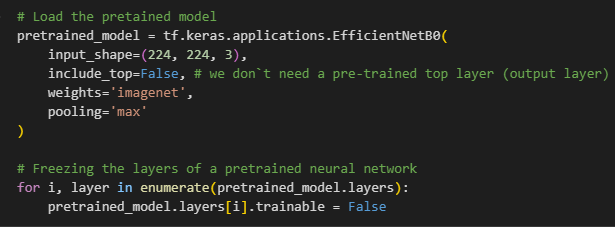 # Load the pretained model
pretrained_model = tf.keras.applications.EfficientNetB0(
    input_shape=(224, 224, 3),
    include_top=False, # we don`t need a pre-trained top layer (output layer)
    weights='imagenet',
    pooling='max'
)

# Freezing the layers of a pretrained neural network
for i, layer in enumerate(pretrained_model.layers):
    pretrained_model.layers[i].trainable = False